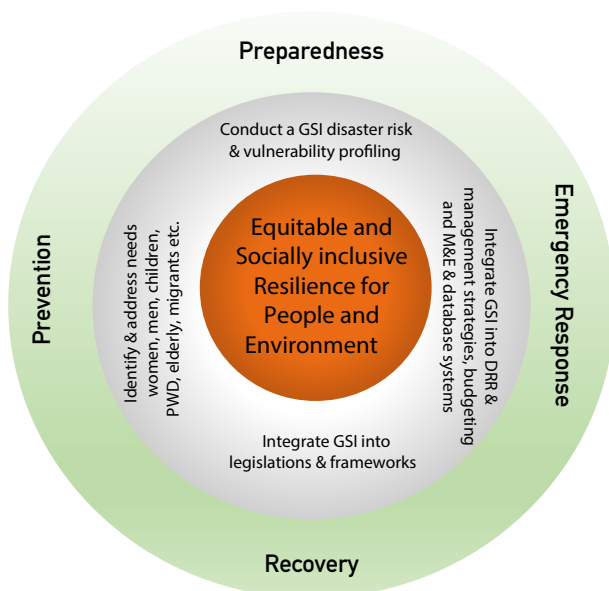 Preparedness
Conduct a GSI disaster risk
& vulnerability profiling
Prevention
Identify & address needs
women, men, children,
PWD, elderly, migrants etc.
Equitable and
Socially inclusive
Resilience for
People and
Environment
Integrate GSI into DRR &
management strategies, budgeting
and M&E & database systems
Emergency Response
Integrate GSI into
legislations & frameworks
Recovery